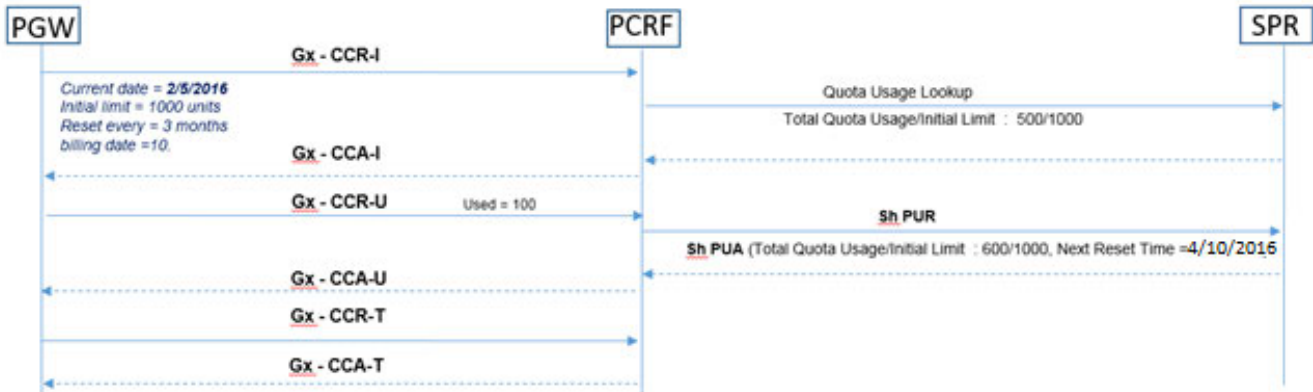 PGW
PCRF
SPR
Gx - CCR-I
Current date = 2/5/2016
Initial limit = 1000 units
Reset every = 3 months
billing date =10.
Quota Usage Lookup
Total Quota Usage/Initial Limit : 500/1000
Gx - CCA-I
Gx - CCR-U
Used = 100
Sh PUR
Sh PUA (Total Quota Usage/Initial Limit : 600/1000, Next Reset Time =4/10/2016
Gx - CCA-U
Gx - CCR-T
Gx - CCA-T